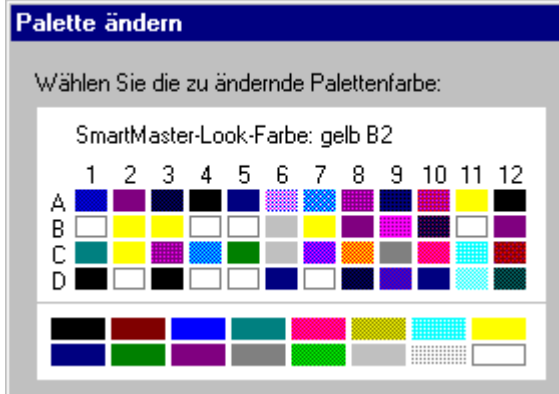 Palette ändern
Wählen Sie die zu ändernde Palettenfarbe:
SmartMaster-Look-Farbe: gelb B2
1 2 3 4 5 6 7 8 9 10 11 12
A
B
C
D